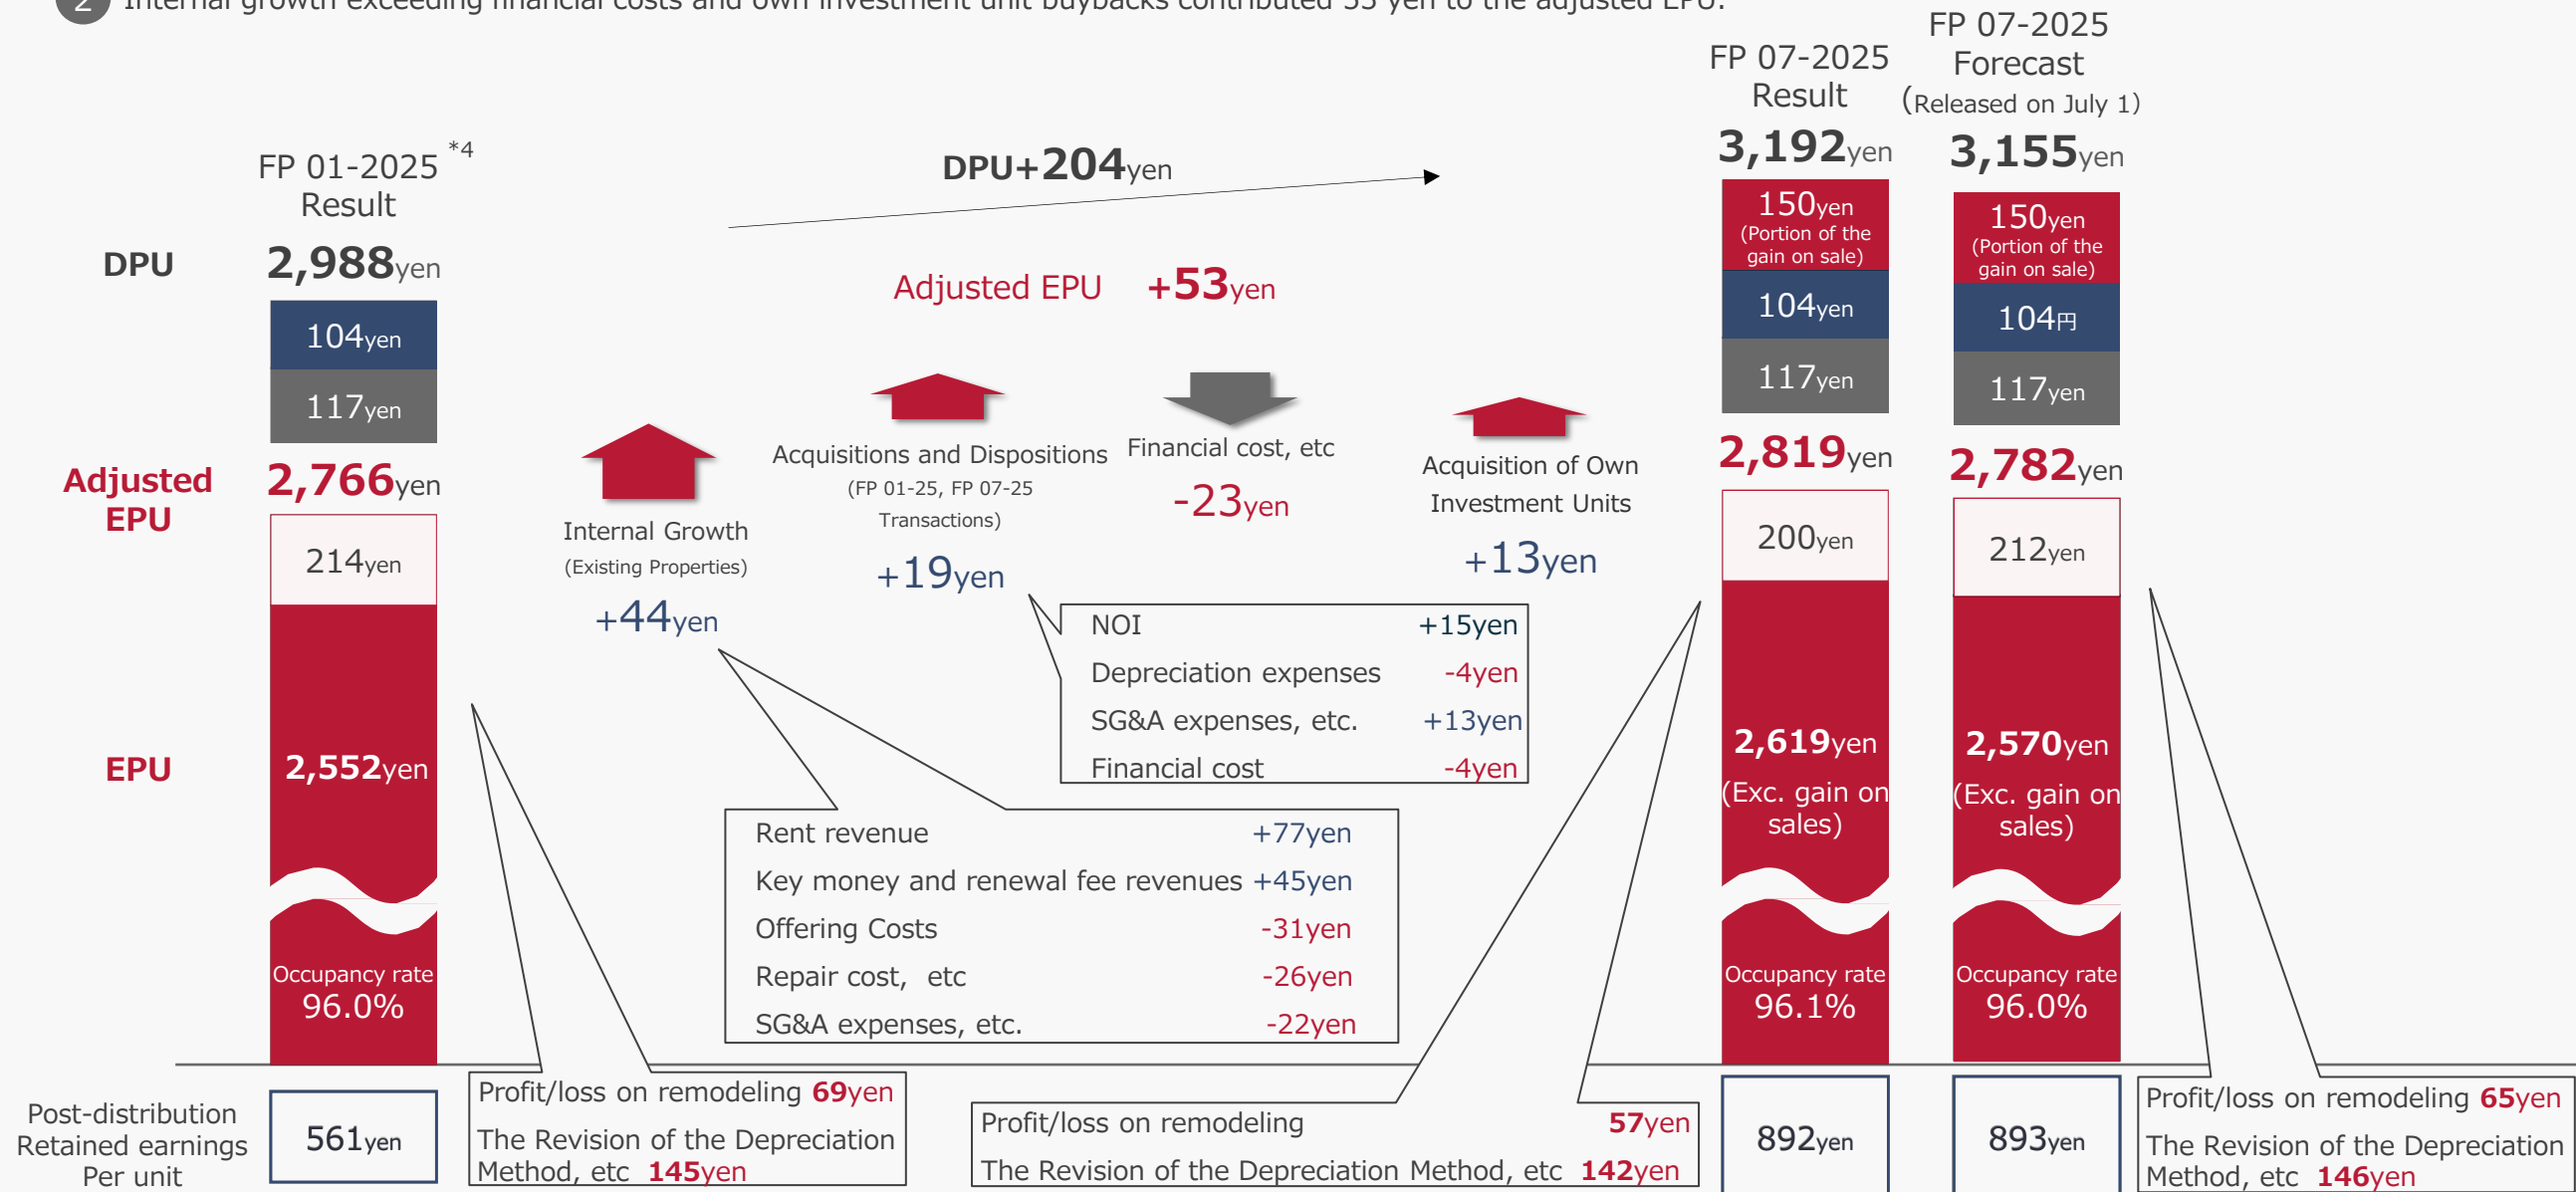 2 Internal growth exceeding financial costs and own investment unit buybacks contributed 53 yen to the adjusted EPU.
FP 01-2025 *4
Result
DPU
2,988yen
104yen
117yen
Adjusted
EPU
2,766yen
214yen
EPU
2,552yen
Occupancy rate
96.0%
Post-distribution
Retained earnings
Per unit
561yen
Profit/loss on remodeling 69yen
The Revision of the Depreciation
Method, etc 145yen
DPU+204yen
Adjusted EPU +53yen
Internal Growth
(Existing Properties)
+44yen
Acquisitions and Dispositions
(FP 01-25, FP 07-25
Transactions)
+19yen
Financial cost, etc
-23yen
Acquisition of Own
Investment Units
+13yen
NOI +15yen
Depreciation expenses -4yen
SG&A expenses, etc. +13yen
Financial cost -4yen
Rent revenue +77yen
Key money and renewal fee revenues +45yen
Offering Costs -31yen
Repair cost, etc -26yen
SG&A expenses, etc. -22yen
FP 07-2025
Result
3,192yen
150yen
(Portion of the
gain on sale)
104yen
117yen
2,819yen
200yen
2,619yen
(Exc. gain on
sales)
Occupancy rate
96.1%
892yen
Profit/loss on remodeling 57yen
The Revision of the Depreciation Method, etc 142yen
FP 07-2025
Forecast
(Released on July 1)
3,155yen
150yen
(Portion of the
gain on sale)
104円
117yen
2,782yen
212yen
2,570yen
(Exc. gain on
sales)
Occupancy rate
96.0%
893yen
Profit/loss on remodeling 65yen
The Revision of the Depreciation
Method, etc 146yen